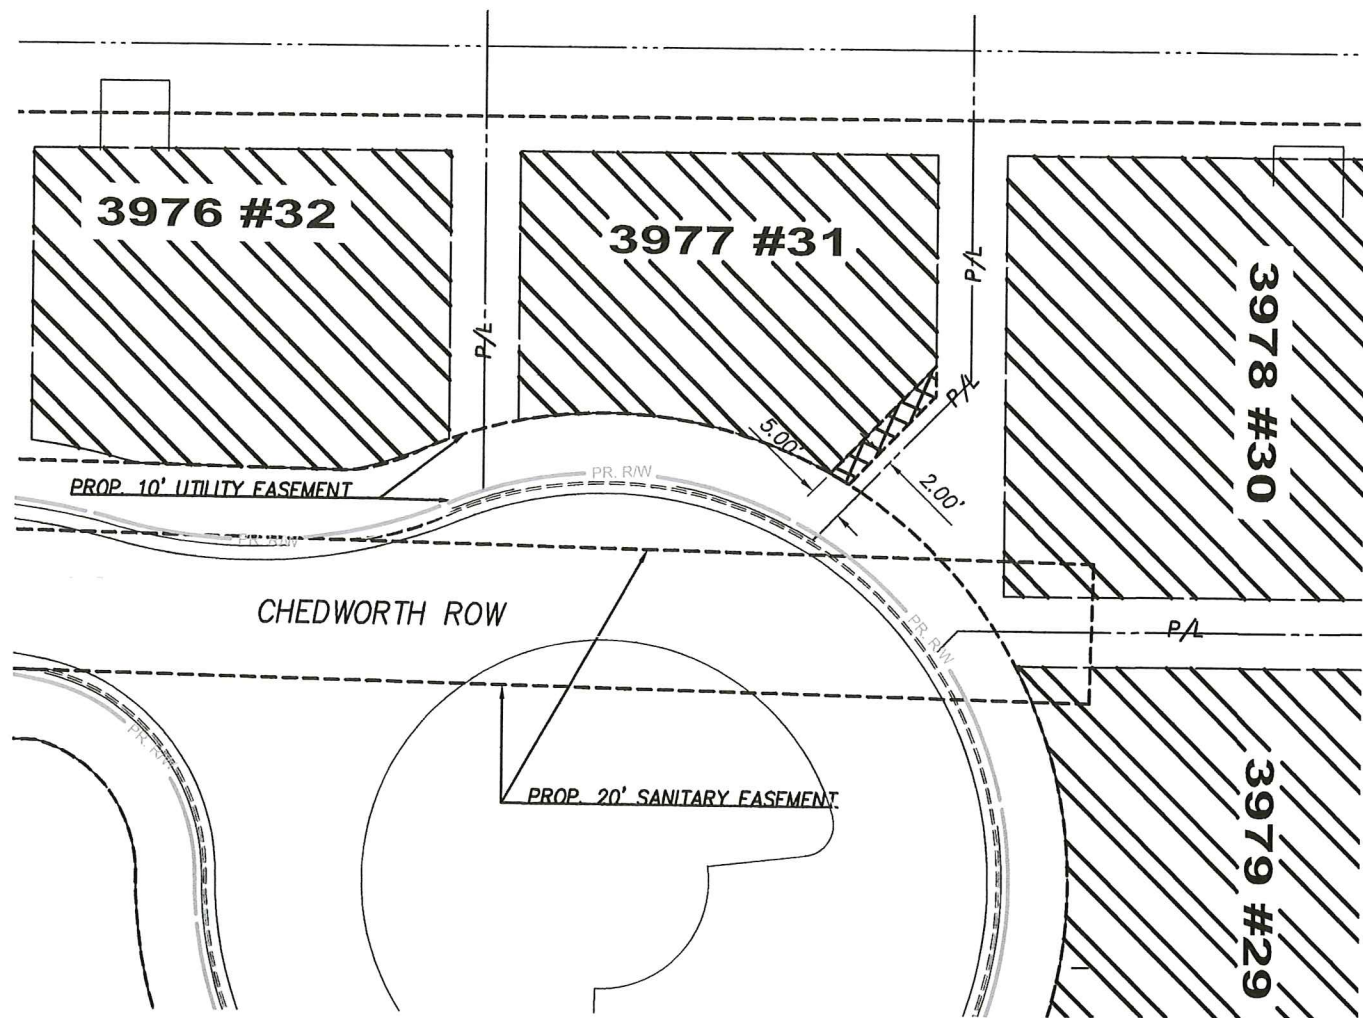 3976 #32
3977 #31
3978 #30
P/L
P/L
P/L
5.00'
2.00'
PR. R/W
PROP. 10' UTILITY EASEMENT
PR. R/W
CHEDWORTH ROW
PR. R/W
P/L
PR. R/W
PROP. 20' SANITARY EASEMENT
3979 #29